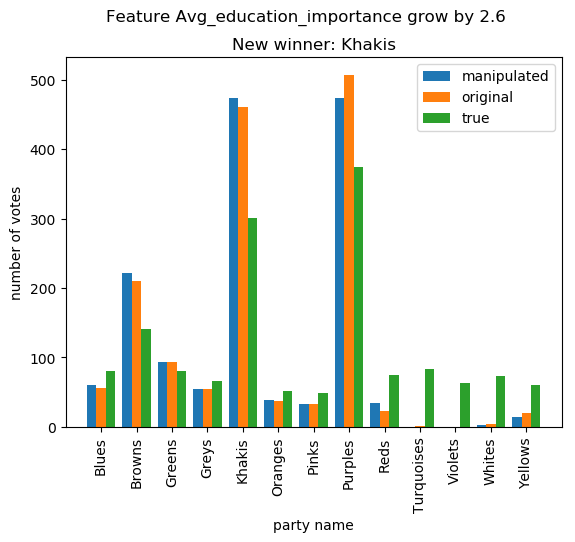 Feature Avg_education_importance grow by 2.6
New winner: Khakis
manipulated
original
true
number of votes
500
400
300
200
100
0
Blues
Browns
Greens
Greys
Khakis
Oranges
Pinks
Purples
Reds
Turquoises
Violets
Whites
Yellows
party name